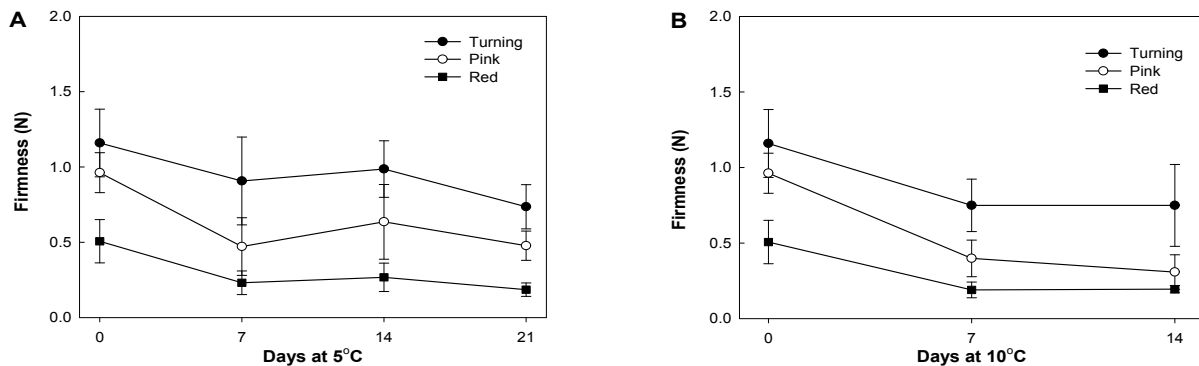 A
2.0
1.5
1.0
0.5
0.0
Firmness (N)
Turning
Pink
Red
0 7 14 21
Days at 5°C
B
2.0
1.5
1.0
0.5
0.0
Firmness (N)
Turning
Pink
Red
0 7 14
Days at 10°C